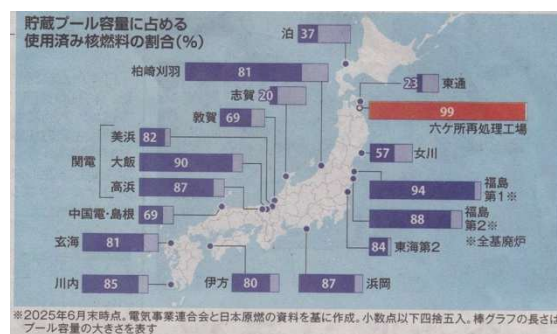 貯蔵プール容量に占める
使用済み核燃料の割合(%)
泊 37
柏崎刈羽 81
志賀 20
敦賀 69
東通 23
99
六ケ所再処理工場
関電
美浜 82
大飯 90
高浜 87
女川 57
福島第1※ 94
福島第2※ 88
※全基廃炉
中国電・島根 69
東海第2 84
玄海 81
川内 85
伊方 80
浜岡 87
※2025年6月末時点。電気事業連合会と日本原燃の資料を基に作成。小数点以下四捨五入。棒グラフの長さは
プール容量の大きさを表す